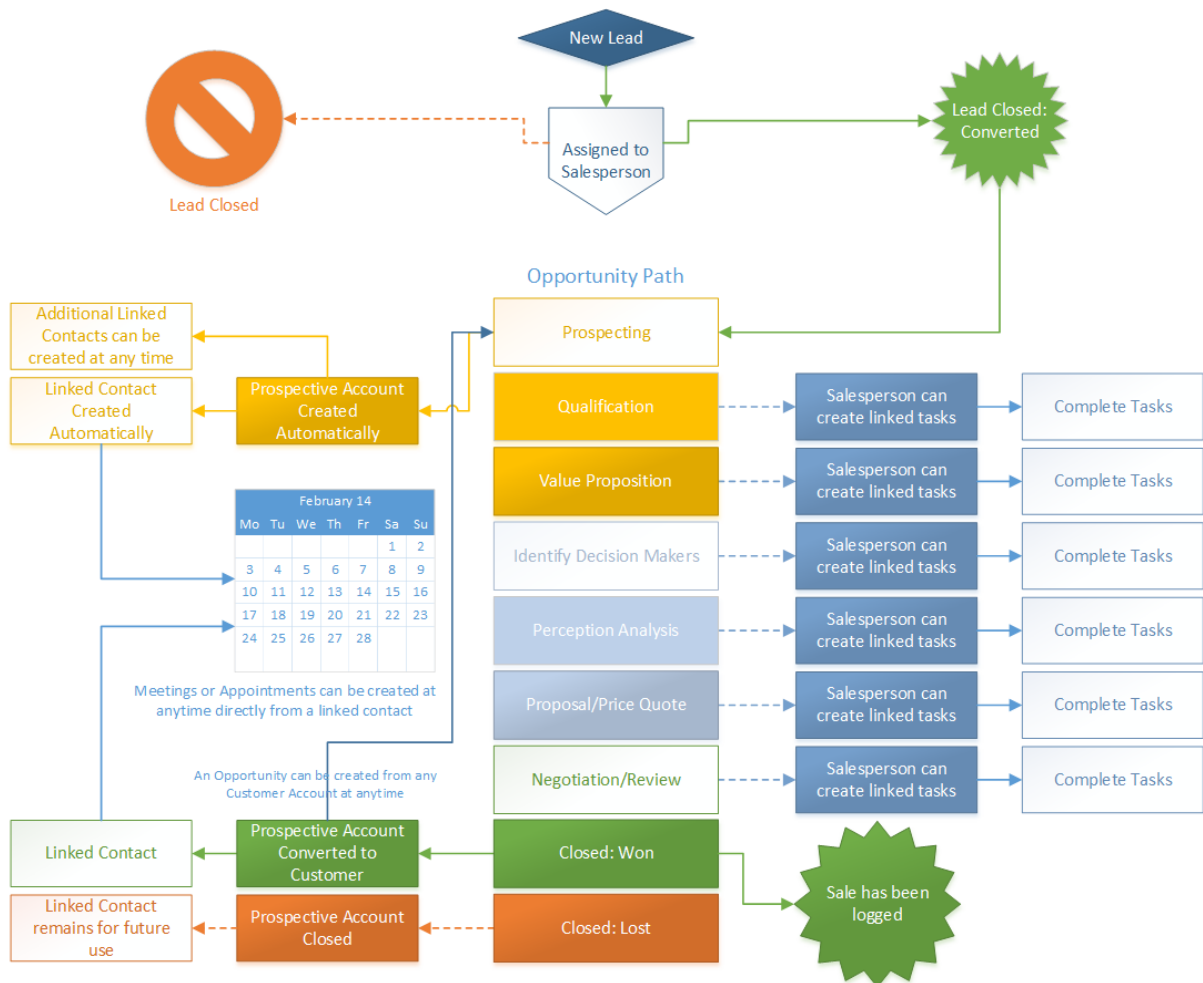 New Lead
Lead Closed:
Converted
Assigned to
Salesperson
Lead Closed
Opportunity Path
Additional Linked
Contacts can be
created at any time
Prospecting
Linked Contact
Created
Automatically
Prospective Account
Created
Automatically
Qualification
Salesperson can
create linked tasks
Complete Tasks
Value Proposition
Salesperson can
create linked tasks
Complete Tasks
February 14
Mo Tu We Th Fr Sa Su
1 2
3 4 5 6 7 8 9
10 11 12 13 14 15 16
17 18 19 20 21 22 23
24 25 26 27 28
Identify Decision Makers
Salesperson can
create linked tasks
Complete Tasks
Perception Analysis
Salesperson can
create linked tasks
Complete Tasks
Meetings or Appointments can be created at
anytime directly from a linked contact
Proposal/Price Quote
Salesperson can
create linked tasks
Complete Tasks
An Opportunity can be created from any
Customer Account at anytime
Negotiation/Review
Salesperson can
create linked tasks
Complete Tasks
Linked Contact
Prospective Account
Converted to
Customer
Closed: Won
Sale has been
logged
Linked Contact
remains for future
use
Prospective Account
Closed
Closed: Lost